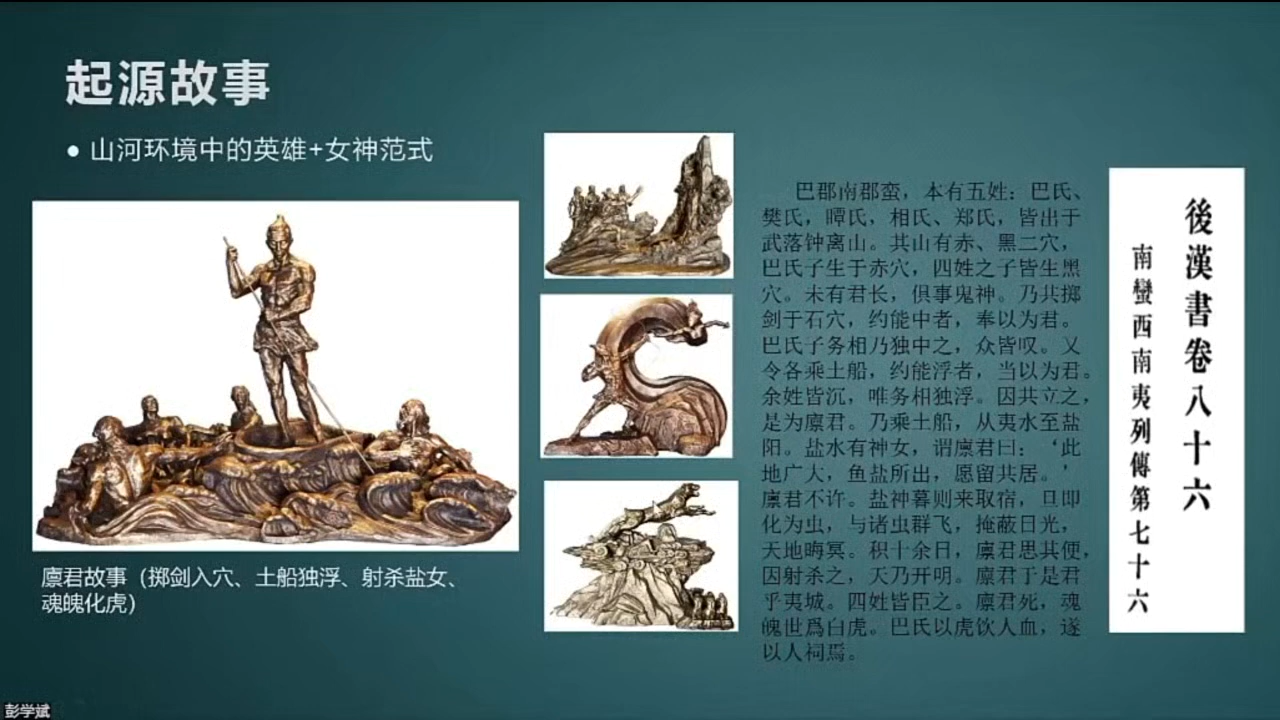 起源故事
● 山河环境中的英雄+女神范式
廪君故事（掷剑入穴、土船独浮、射杀盐女、
魂魄化虎）
巴郡南郡蛮，本有五姓：巴氏、
樊氏，瞫氏，相氏、郑氏，皆出于
武落钟离山。其山有赤、黑二穴，
巴氏子生于赤穴，四姓之子皆生黑
穴。未有君长，俱事鬼神。乃共掷
剑于石穴，约能中者，奉以为君。
巴氏子务相乃独中之，众皆叹。又
令各乘土船，约能浮者，当以为君。
余姓皆沉，唯务相独浮。因共立之，
是为廪君。乃乘土船，从夷水至盐
阳。盐水有神女，谓廪君曰：‘此
地广大，鱼盐所出，愿留共居。’
廪君不许。盐神暮则来取宿，旦即
化为虫，与诸虫群飞，掩蔽日光，
天地晦冥。积十余日，廪君思其便，
因射杀之，天乃开明。廪君于是君
乎夷城。四姓皆臣之。廪君死，魂
魄世爲白虎。巴氏以虎饮人血，遂
以人祠焉。
後漢書卷八十六
南蠻西南夷列傳第七十六
彭学斌